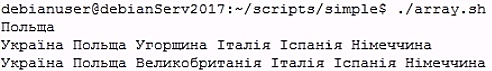 debianuser@debianServ2017:~/scripts/simple$ ./array.sh
Польща
Україна Польща Угорщина Італія Іспанія Німеччина
Україна Польща Великобританія Італія Іспанія Німеччина